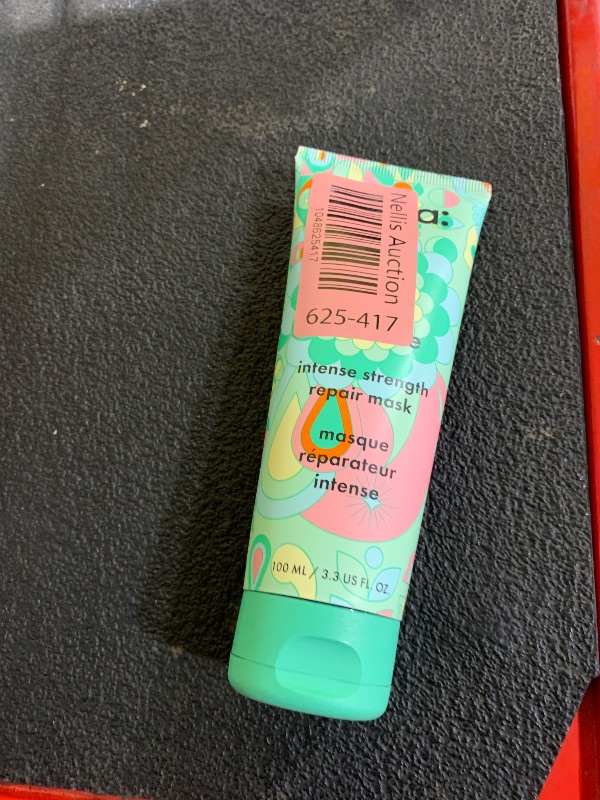 a:
Nellis Auction
1048625417
625-417
e
intense strength
repair mask
masque
réparateur
intense
100 ML / 3.3 US FL. OZ.